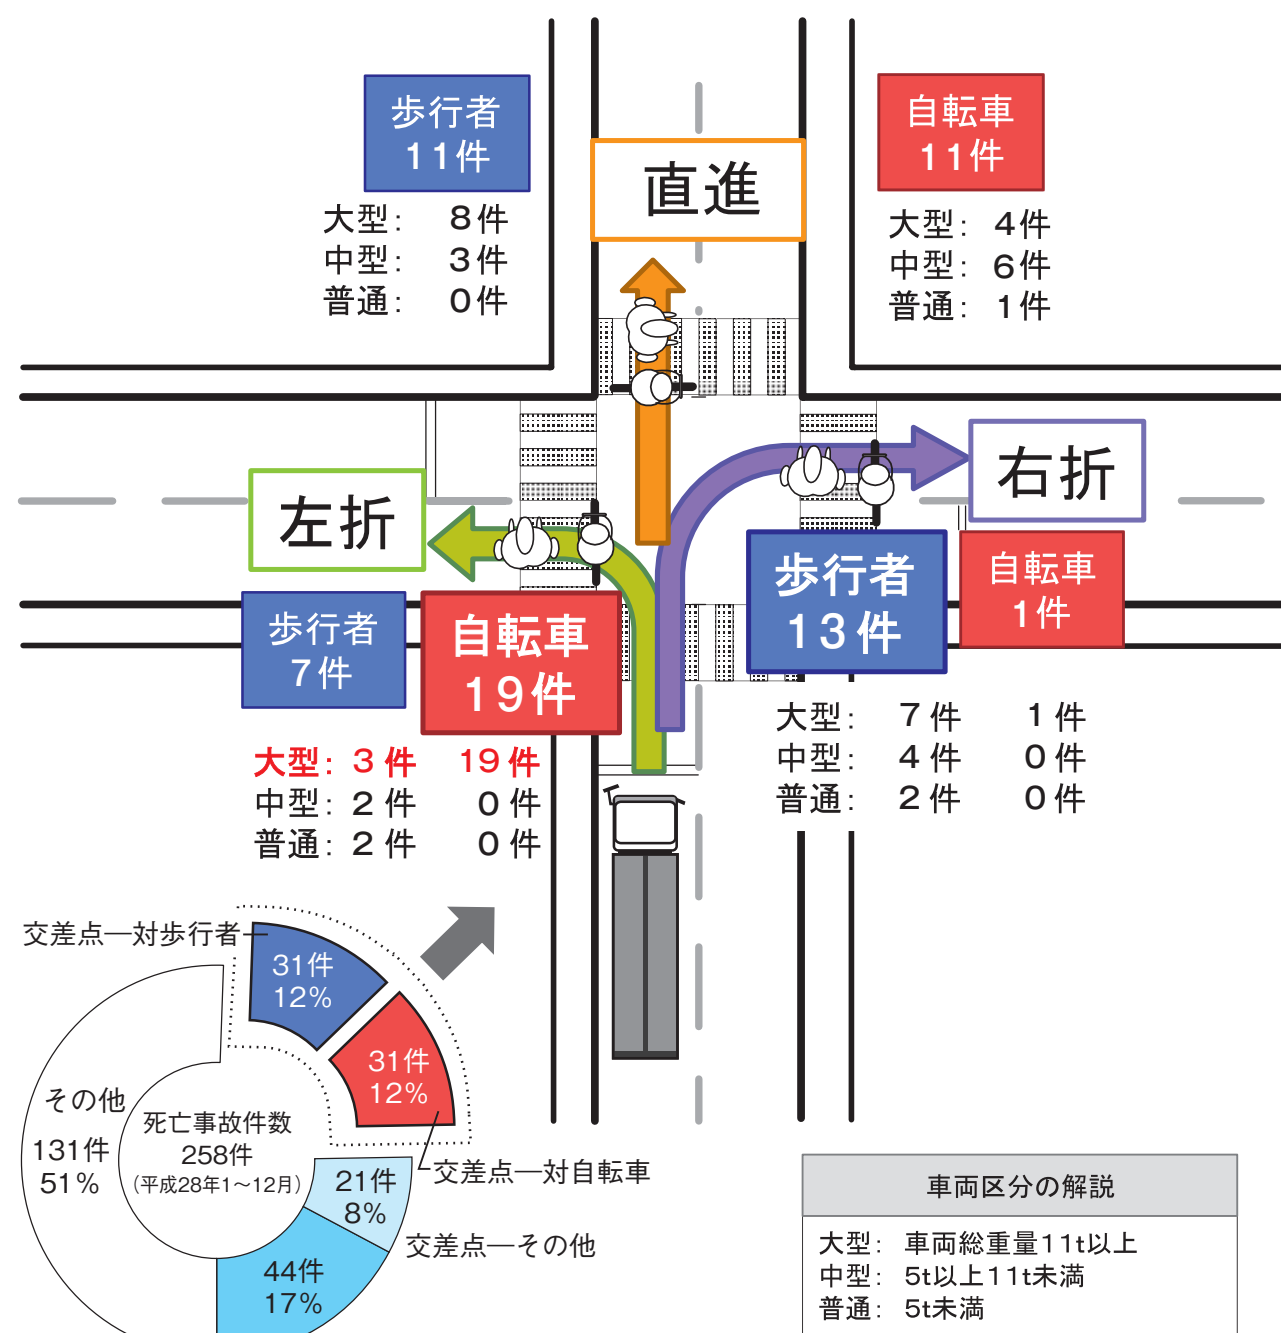 歩行者
11件
大型： 8件
中型： 3件
普通： 0件
直進
自転車
11件
大型： 4件
中型： 6件
普通： 1件
左折
歩行者
7件
自転車
19件
大型： 3件 19件
中型： 2件 0件
普通： 2件 0件
右折
歩行者
13件
自転車
1件
大型： 7件 1件
中型： 4件 0件
普通： 2件 0件
交差点―対歩行者
31件
12%
31件
12%
交差点―対自転車
21件
8%
交差点―その他
44件
17%
その他
131件
51%
死亡事故件数
258件
（平成28年1～12月）
車両区分の解説
大型： 車両総重量11t以上
中型： 5t以上11t未満
普通： 5t未満